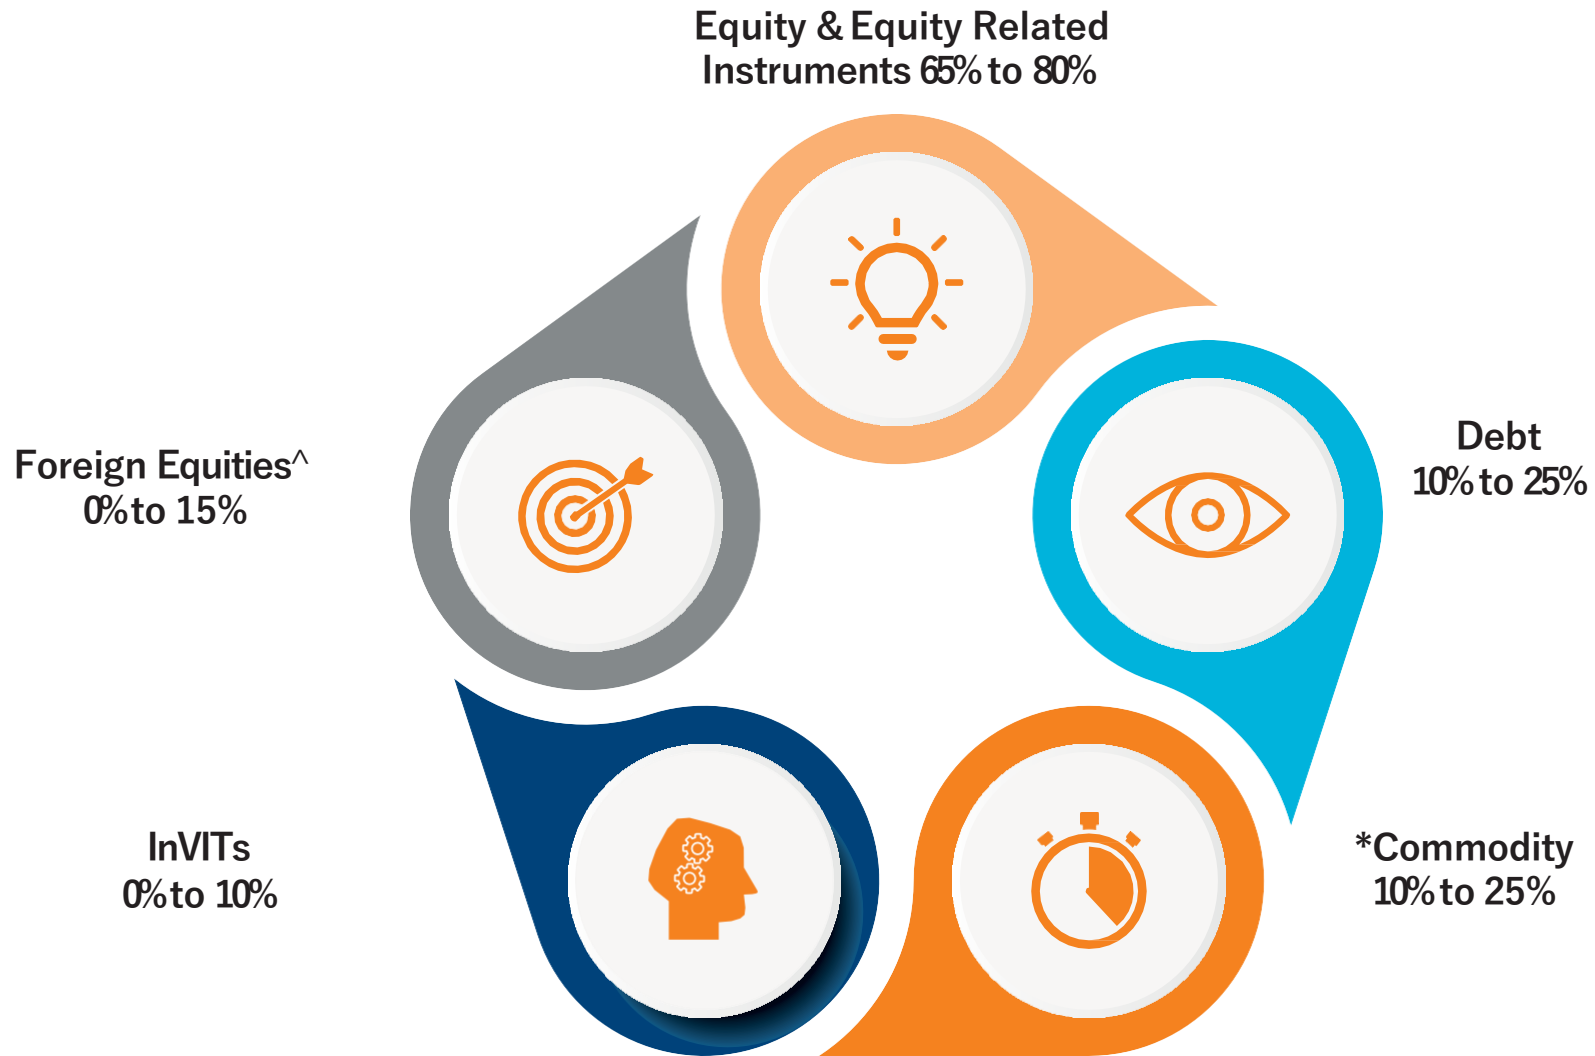 Equity & Equity Related
Instruments 65% to 80%
Debt
10% to 25%
Foreign Equities^
0% to 15%
InVITs
0% to 10%
*Commodity
10% to 25%